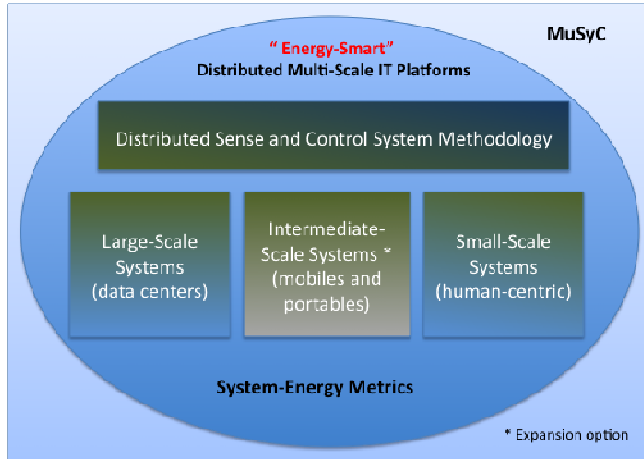 MuSyC
“ Energy-Smart”
Distributed Multi-Scale IT Platforms
Distributed Sense and Control System Methodology
Large-Scale
Systems
(data centers)
Intermediate-
Scale Systems *
(mobiles and
portables)
Small-Scale
Systems
(human-centric)
System-Energy Metrics
* Expansion option